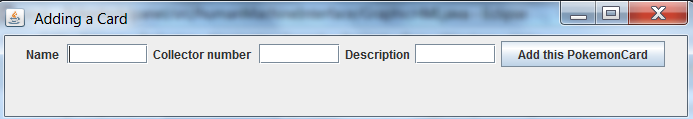 Adding a Card
Name Collector number Description Add this PokemonCard